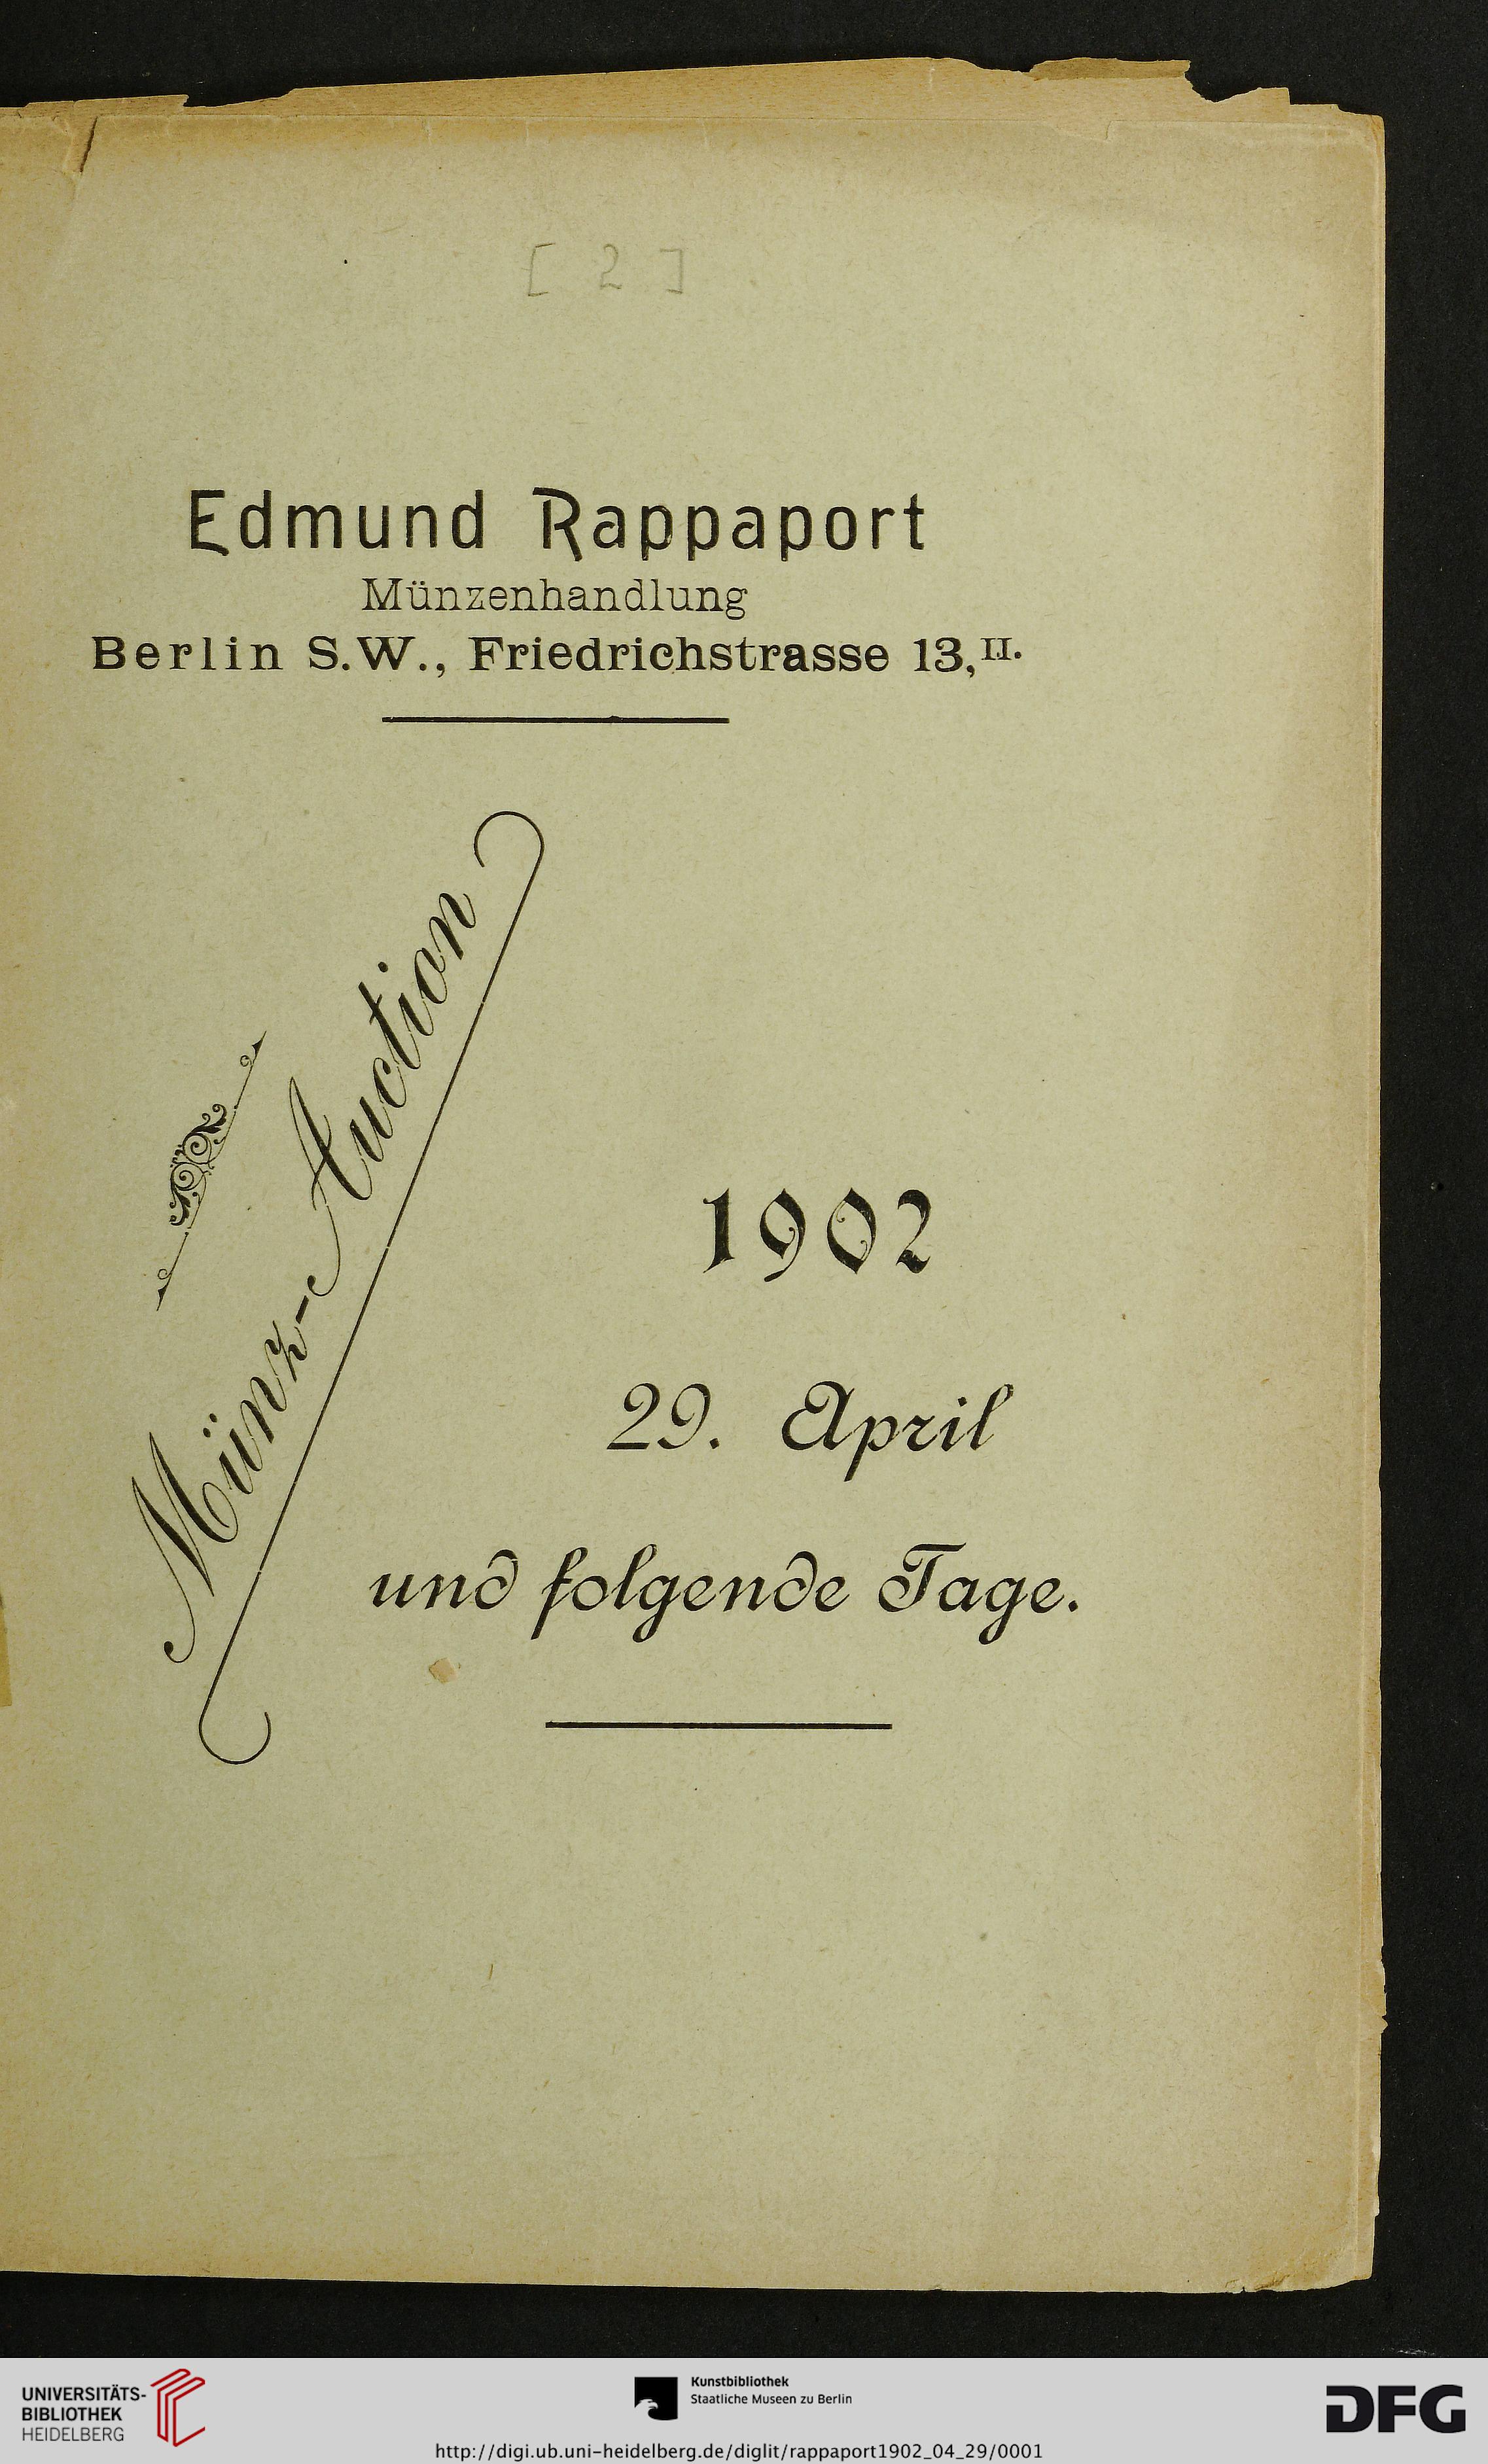 [ 2 ]
Edmund Rappaport
Münzenhandlung
Berlin S.W., Friedrichstrasse 13, II.
Münz-Auction
1902
29. April
und folgende Tage.
UNIVERSITÄTS-
BIBLIOTHEK
HEIDELBERG
Kunstbibliothek
Staatliche Museen zu Berlin
http://digi.ub.uni-heidelberg.de/diglit/rappaport1902_04_29/0001
DFG